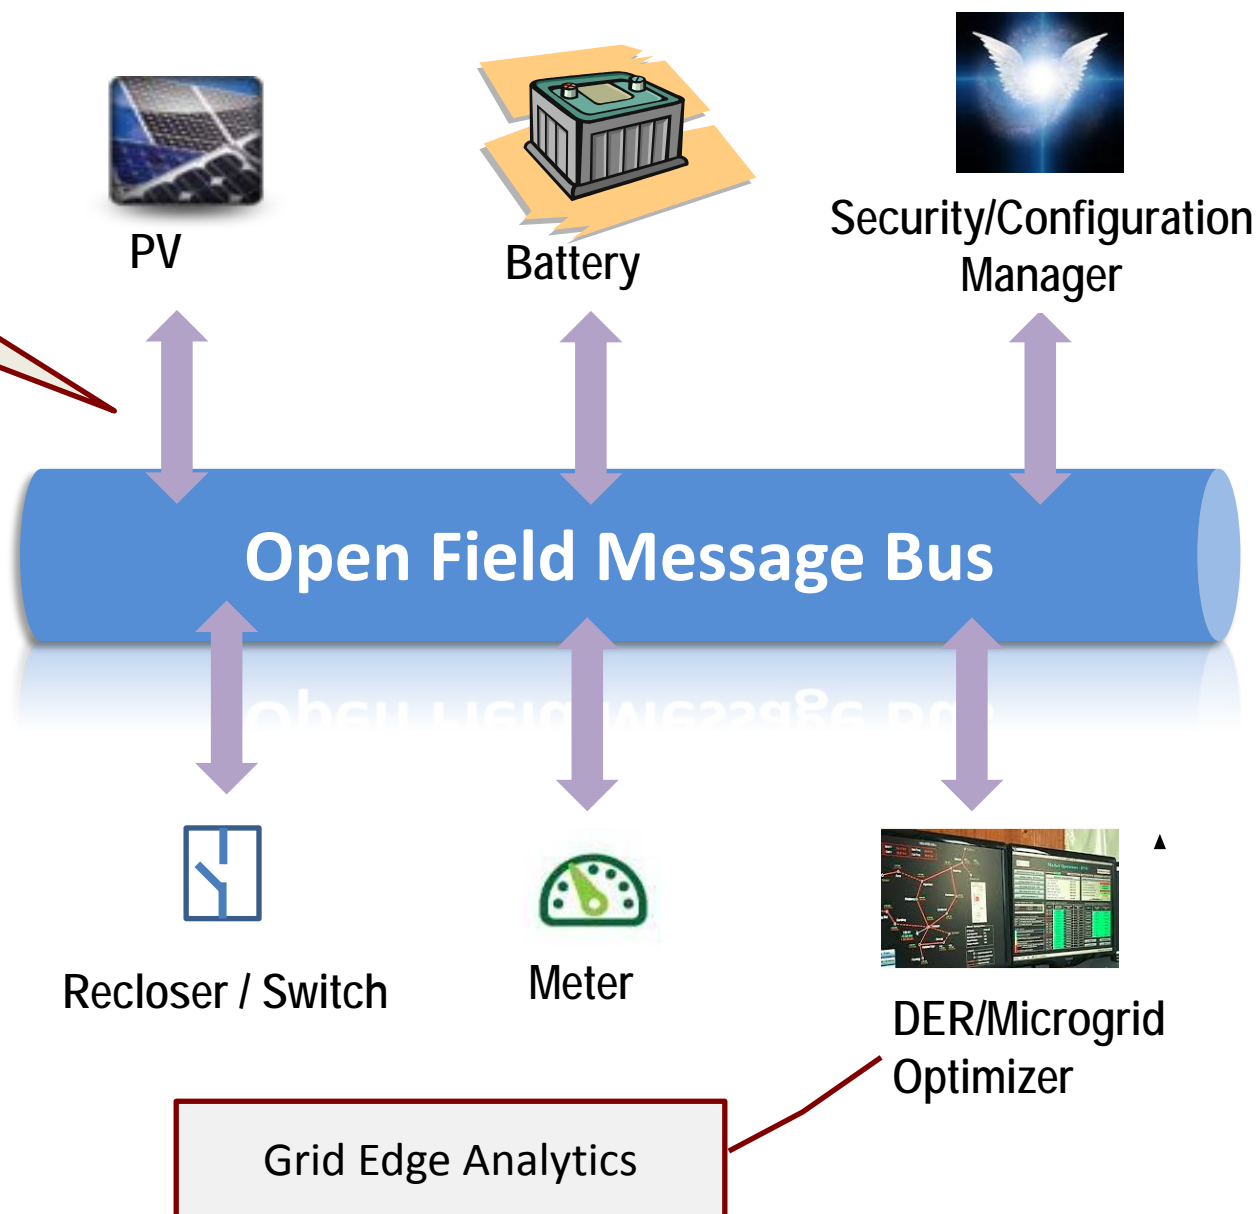 PV
Battery
Security/Configuration
Manager
Open Field Message Bus
Recloser / Switch
Meter
DER/Microgrid
Optimizer
Grid Edge Analytics